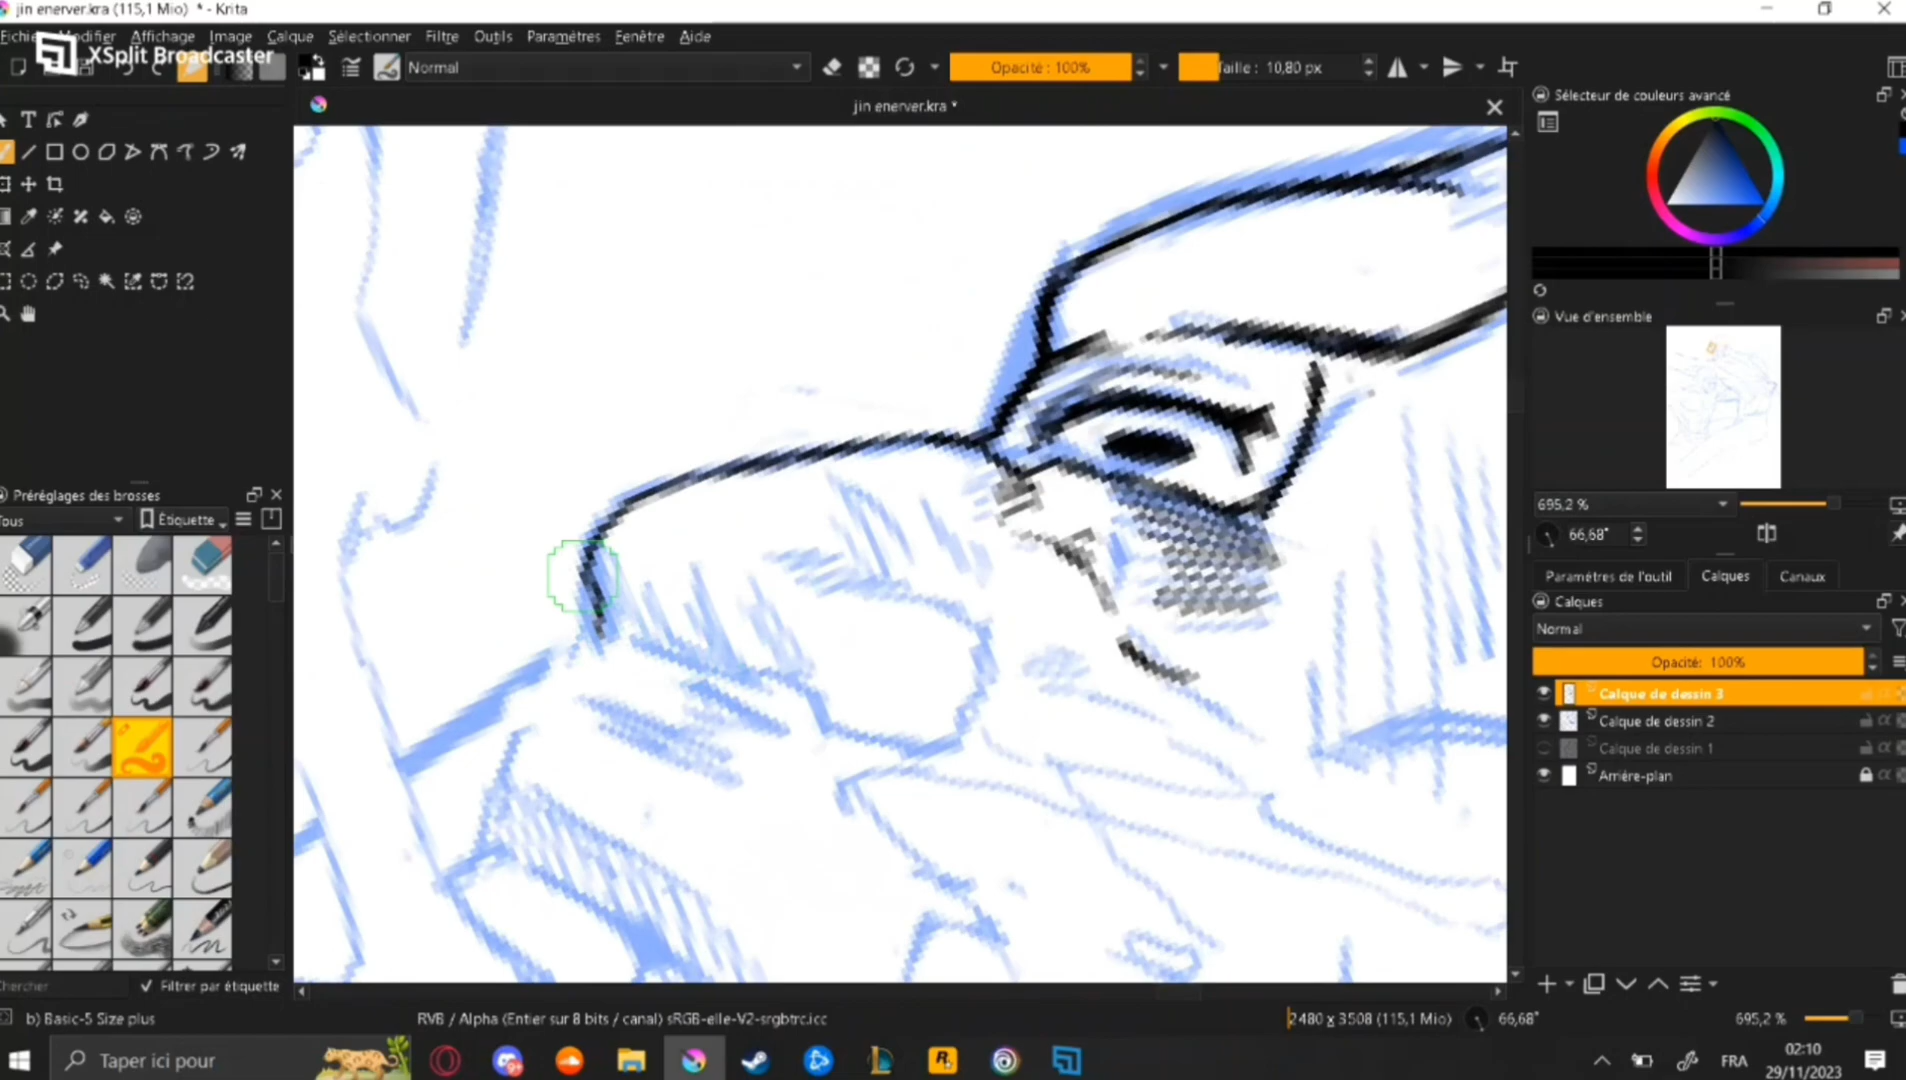 jin enerver.kra (115,1 Mio) * - Krita
Fichier Modifier Affichage Image Calque Sélectionner Filtre Outils Paramètres Fenêtre Aide
XSplit Broadcaster
Normal
Opacité : 100%
Taille : 10,80 px
jin enerver.kra *
Sélecteur de couleurs avancé
Vue d'ensemble
695,2 %
66,68°
Paramètres de l'outil
Calques
Canaux
Calques
Normal
Opacité: 100%
Calque de dessin 3
Calque de dessin 2
Calque de dessin 1
Arrière-plan
Préréglages des brosses
Tous
Étiquette
Chercher
Filtrer par étiquette
b) Basic-5 Size plus
RVB / Alpha (Entier sur 8 bits / canal) sRGB-elle-V2-srgbtrc.icc
2480 x 3508 (115,1 Mio)
66,68°
695,2 %
Taper ici pour
FRA
02:10
29/11/2023